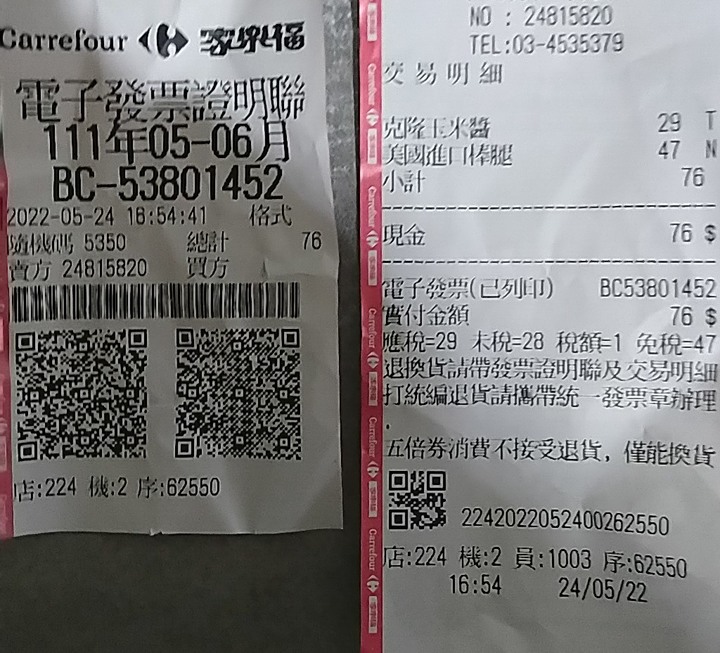 Carrefour 家樂福
電子發票證明聯
111年05-06月
BC-53801452
2022-05-24 16:54:41 格式
隨機碼 5350 總計 76
賣方 24815820 買方
店:224 機:2 序:62550
NO : 24815820
TEL:03-4535379
交易明細
克隆玉米醬 29 T
美國進口棒腿 47 N
小計 76
現金 76 $
電子發票(已列印) BC53801452
實付金額 76 $
應稅=29 未稅=28 稅額=1 免稅=47
退換貨請帶發票證明聯及交易明細
打統編退貨請攜帶統一發票章辦理
.
五倍券消費不接受退貨, 僅能換貨
2242022052400262550
店:224 機:2 員:1003 序:62550
16:54 24/05/22